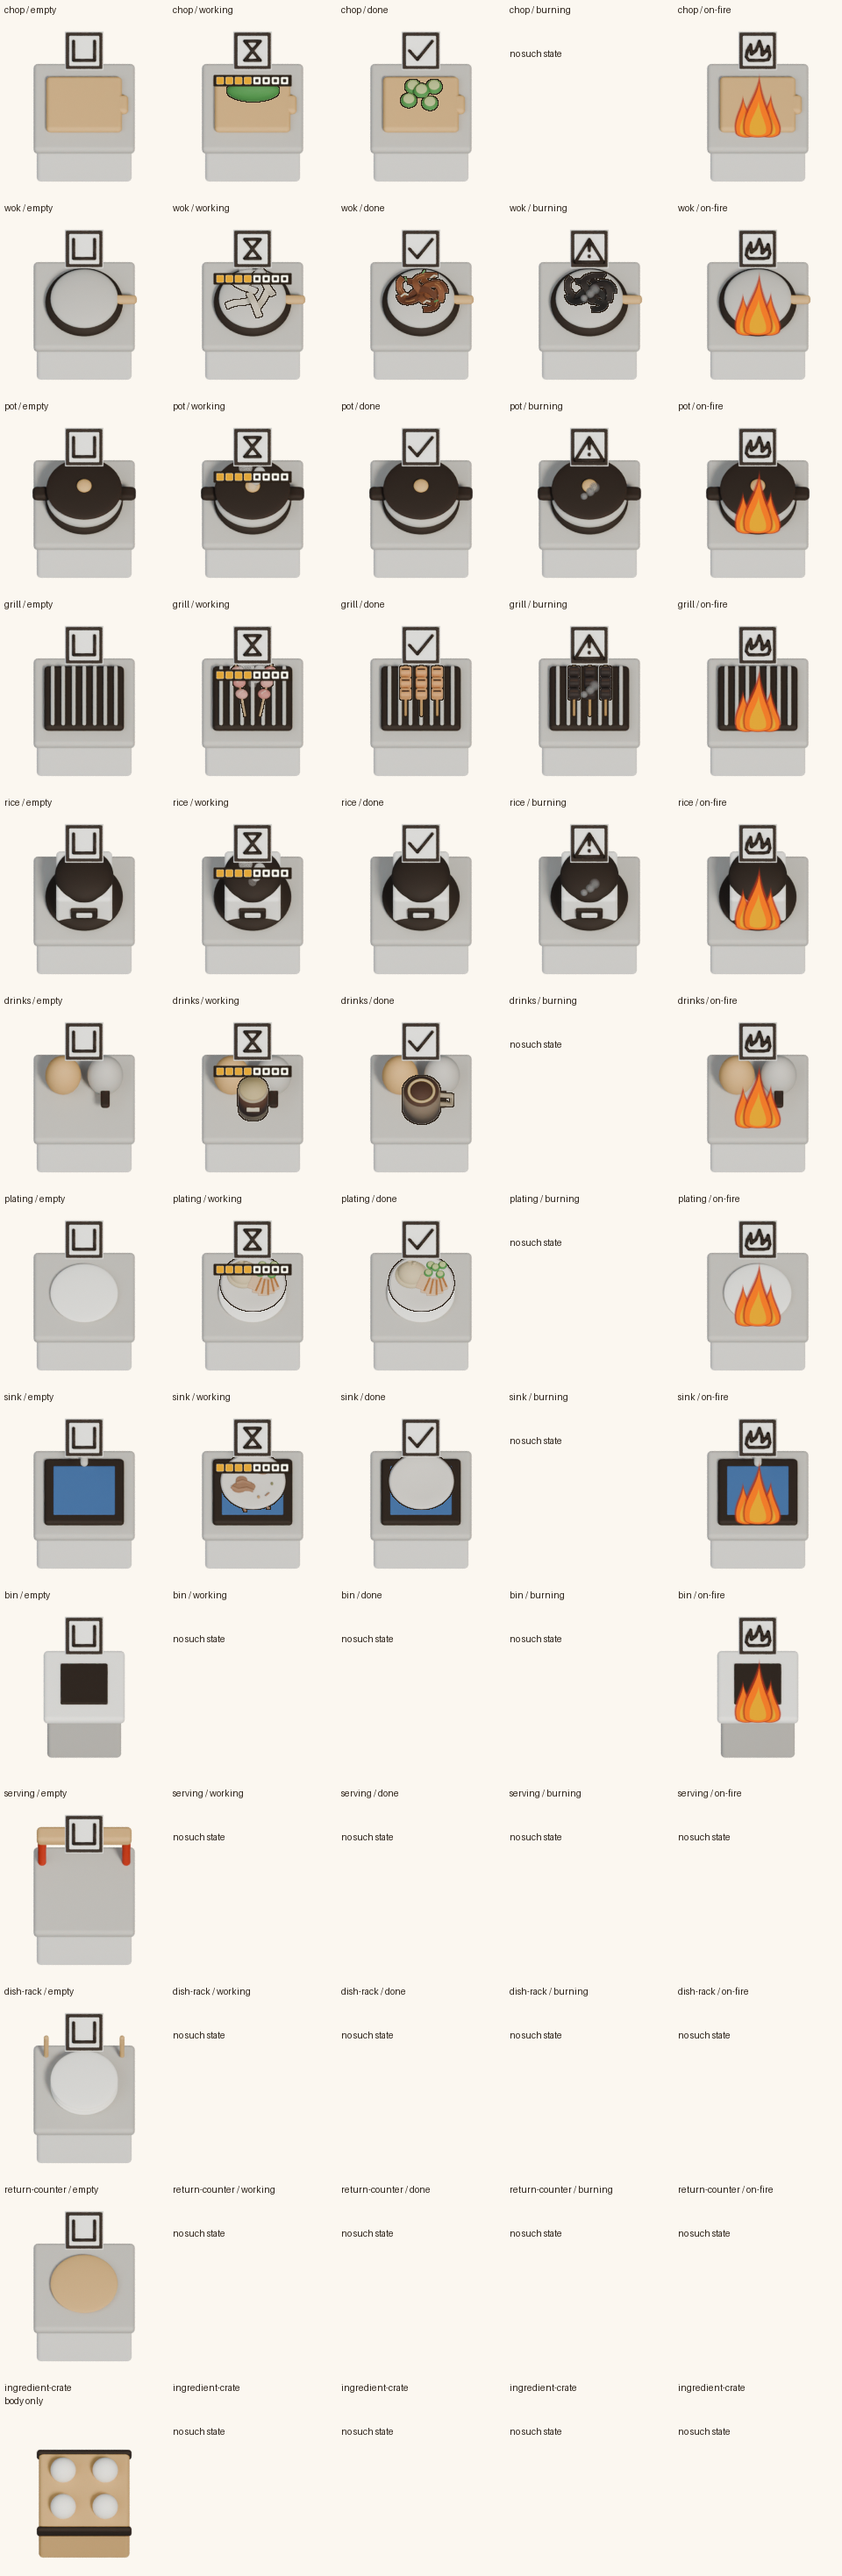 chop / empty
chop / working
chop / done
chop / burning
chop / on-fire
no such state
wok / empty
wok / working
wok / done
wok / burning
wok / on-fire
pot / empty
pot / working
pot / done
pot / burning
pot / on-fire
grill / empty
grill / working
grill / done
grill / burning
grill / on-fire
rice / empty
rice / working
rice / done
rice / burning
rice / on-fire
drinks / empty
drinks / working
drinks / done
drinks / burning
drinks / on-fire
no such state
plating / empty
plating / working
plating / done
plating / burning
plating / on-fire
no such state
sink / empty
sink / working
sink / done
sink / burning
sink / on-fire
no such state
bin / empty
bin / working
bin / done
bin / burning
bin / on-fire
no such state
no such state
no such state
serving / empty
serving / working
serving / done
serving / burning
serving / on-fire
no such state
no such state
no such state
no such state
dish-rack / empty
dish-rack / working
dish-rack / done
dish-rack / burning
dish-rack / on-fire
no such state
no such state
no such state
no such state
return-counter / empty
return-counter / working
return-counter / done
return-counter / burning
return-counter / on-fire
no such state
no such state
no such state
no such state
ingredient-crate
body only
ingredient-crate
ingredient-crate
ingredient-crate
ingredient-crate
no such state
no such state
no such state
no such state